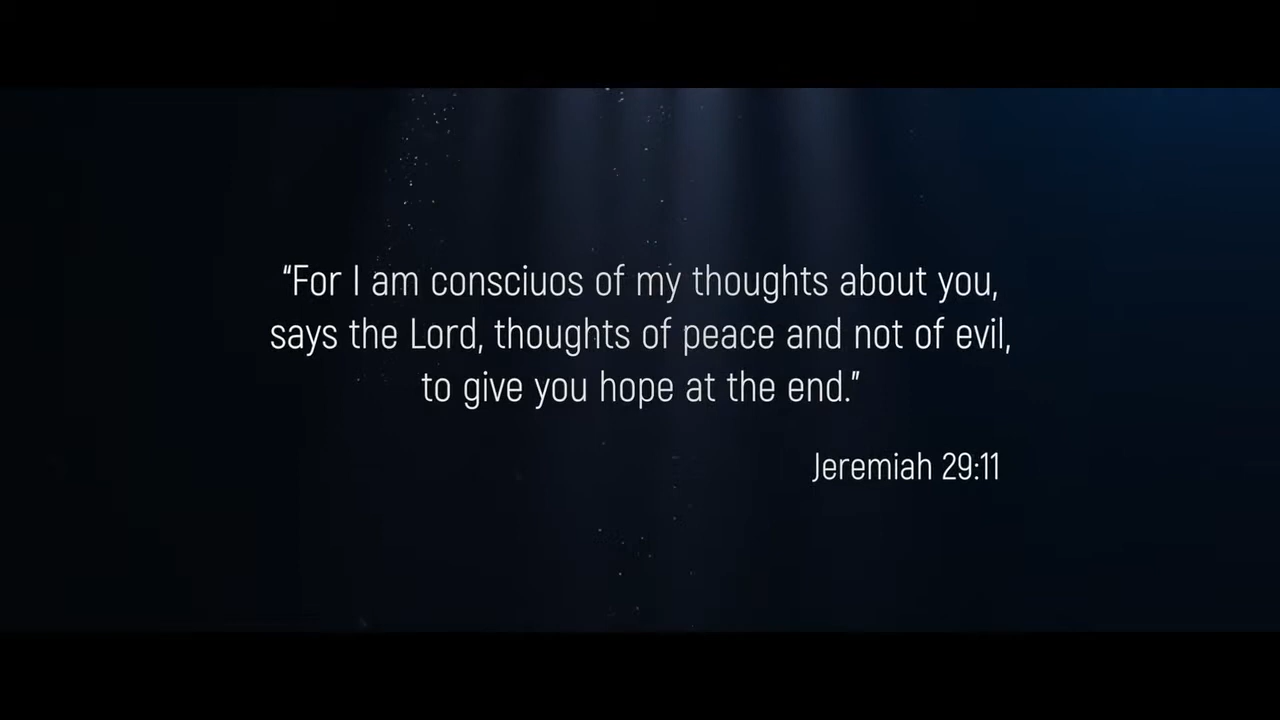 “For I am consciuos of my thoughts about you,
says the Lord, thoughts of peace and not of evil,
to give you hope at the end.”
Jeremiah 29:11